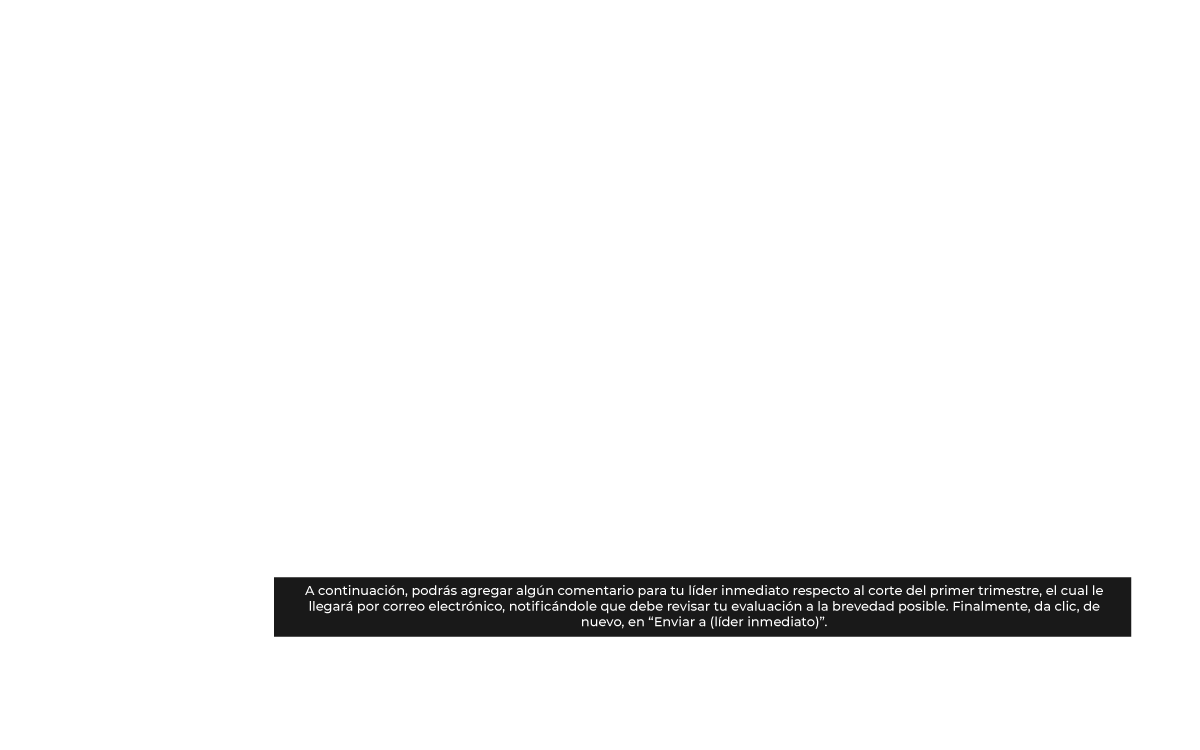 A continuación, podrás agregar algún comentario para tu líder inmediato respecto al corte del primer trimestre, el cual le
llegará por correo electrónico, notificándole que debe revisar tu evaluación a la brevedad posible. Finalmente, da clic, de
nuevo, en “Enviar a (líder inmediato)”.